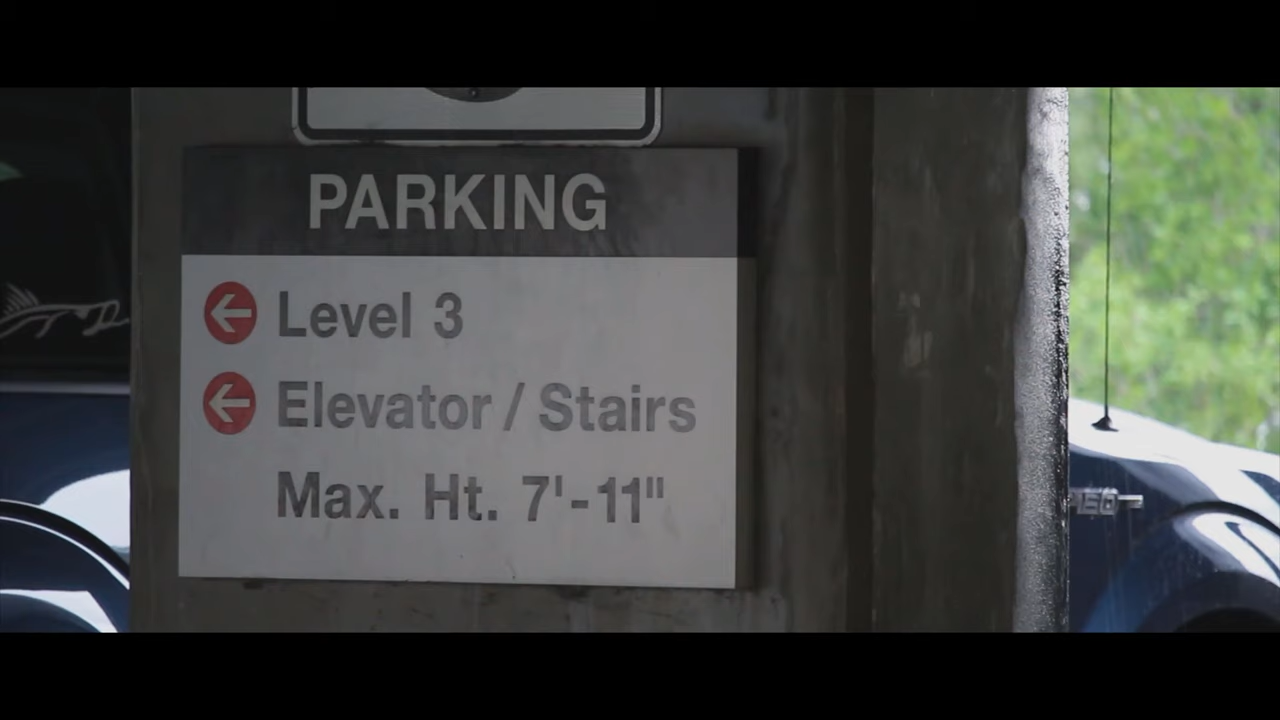 PARKING
Level 3
Elevator / Stairs
Max. Ht. 7'-11"